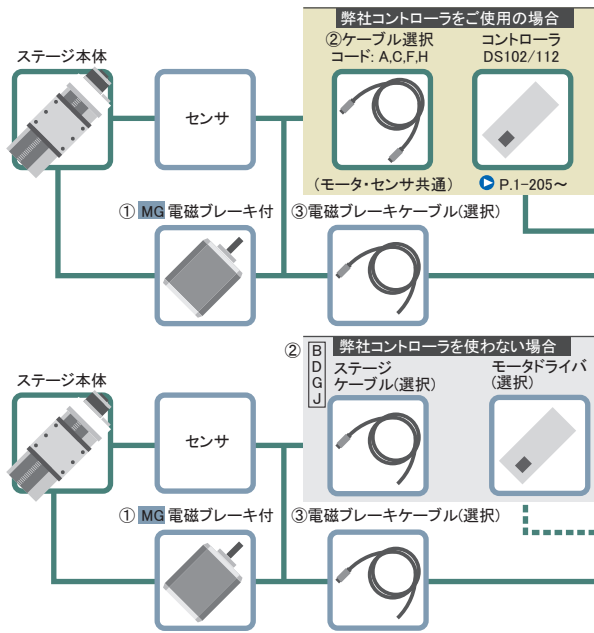 弊社コントローラをご使用の場合
②ケーブル選択
コード: A,C,F,H
コントローラ
DS102/112
ステージ本体
センサ
(モータ・センサ共通)
P.1-205～
① MG 電磁ブレーキ付
③電磁ブレーキケーブル(選択)
弊社コントローラを使わない場合
②
B
D
G
J
ステージ
ケーブル(選択)
モータドライバ
(選択)
ステージ本体
センサ
① MG 電磁ブレーキ付
③電磁ブレーキケーブル(選択)